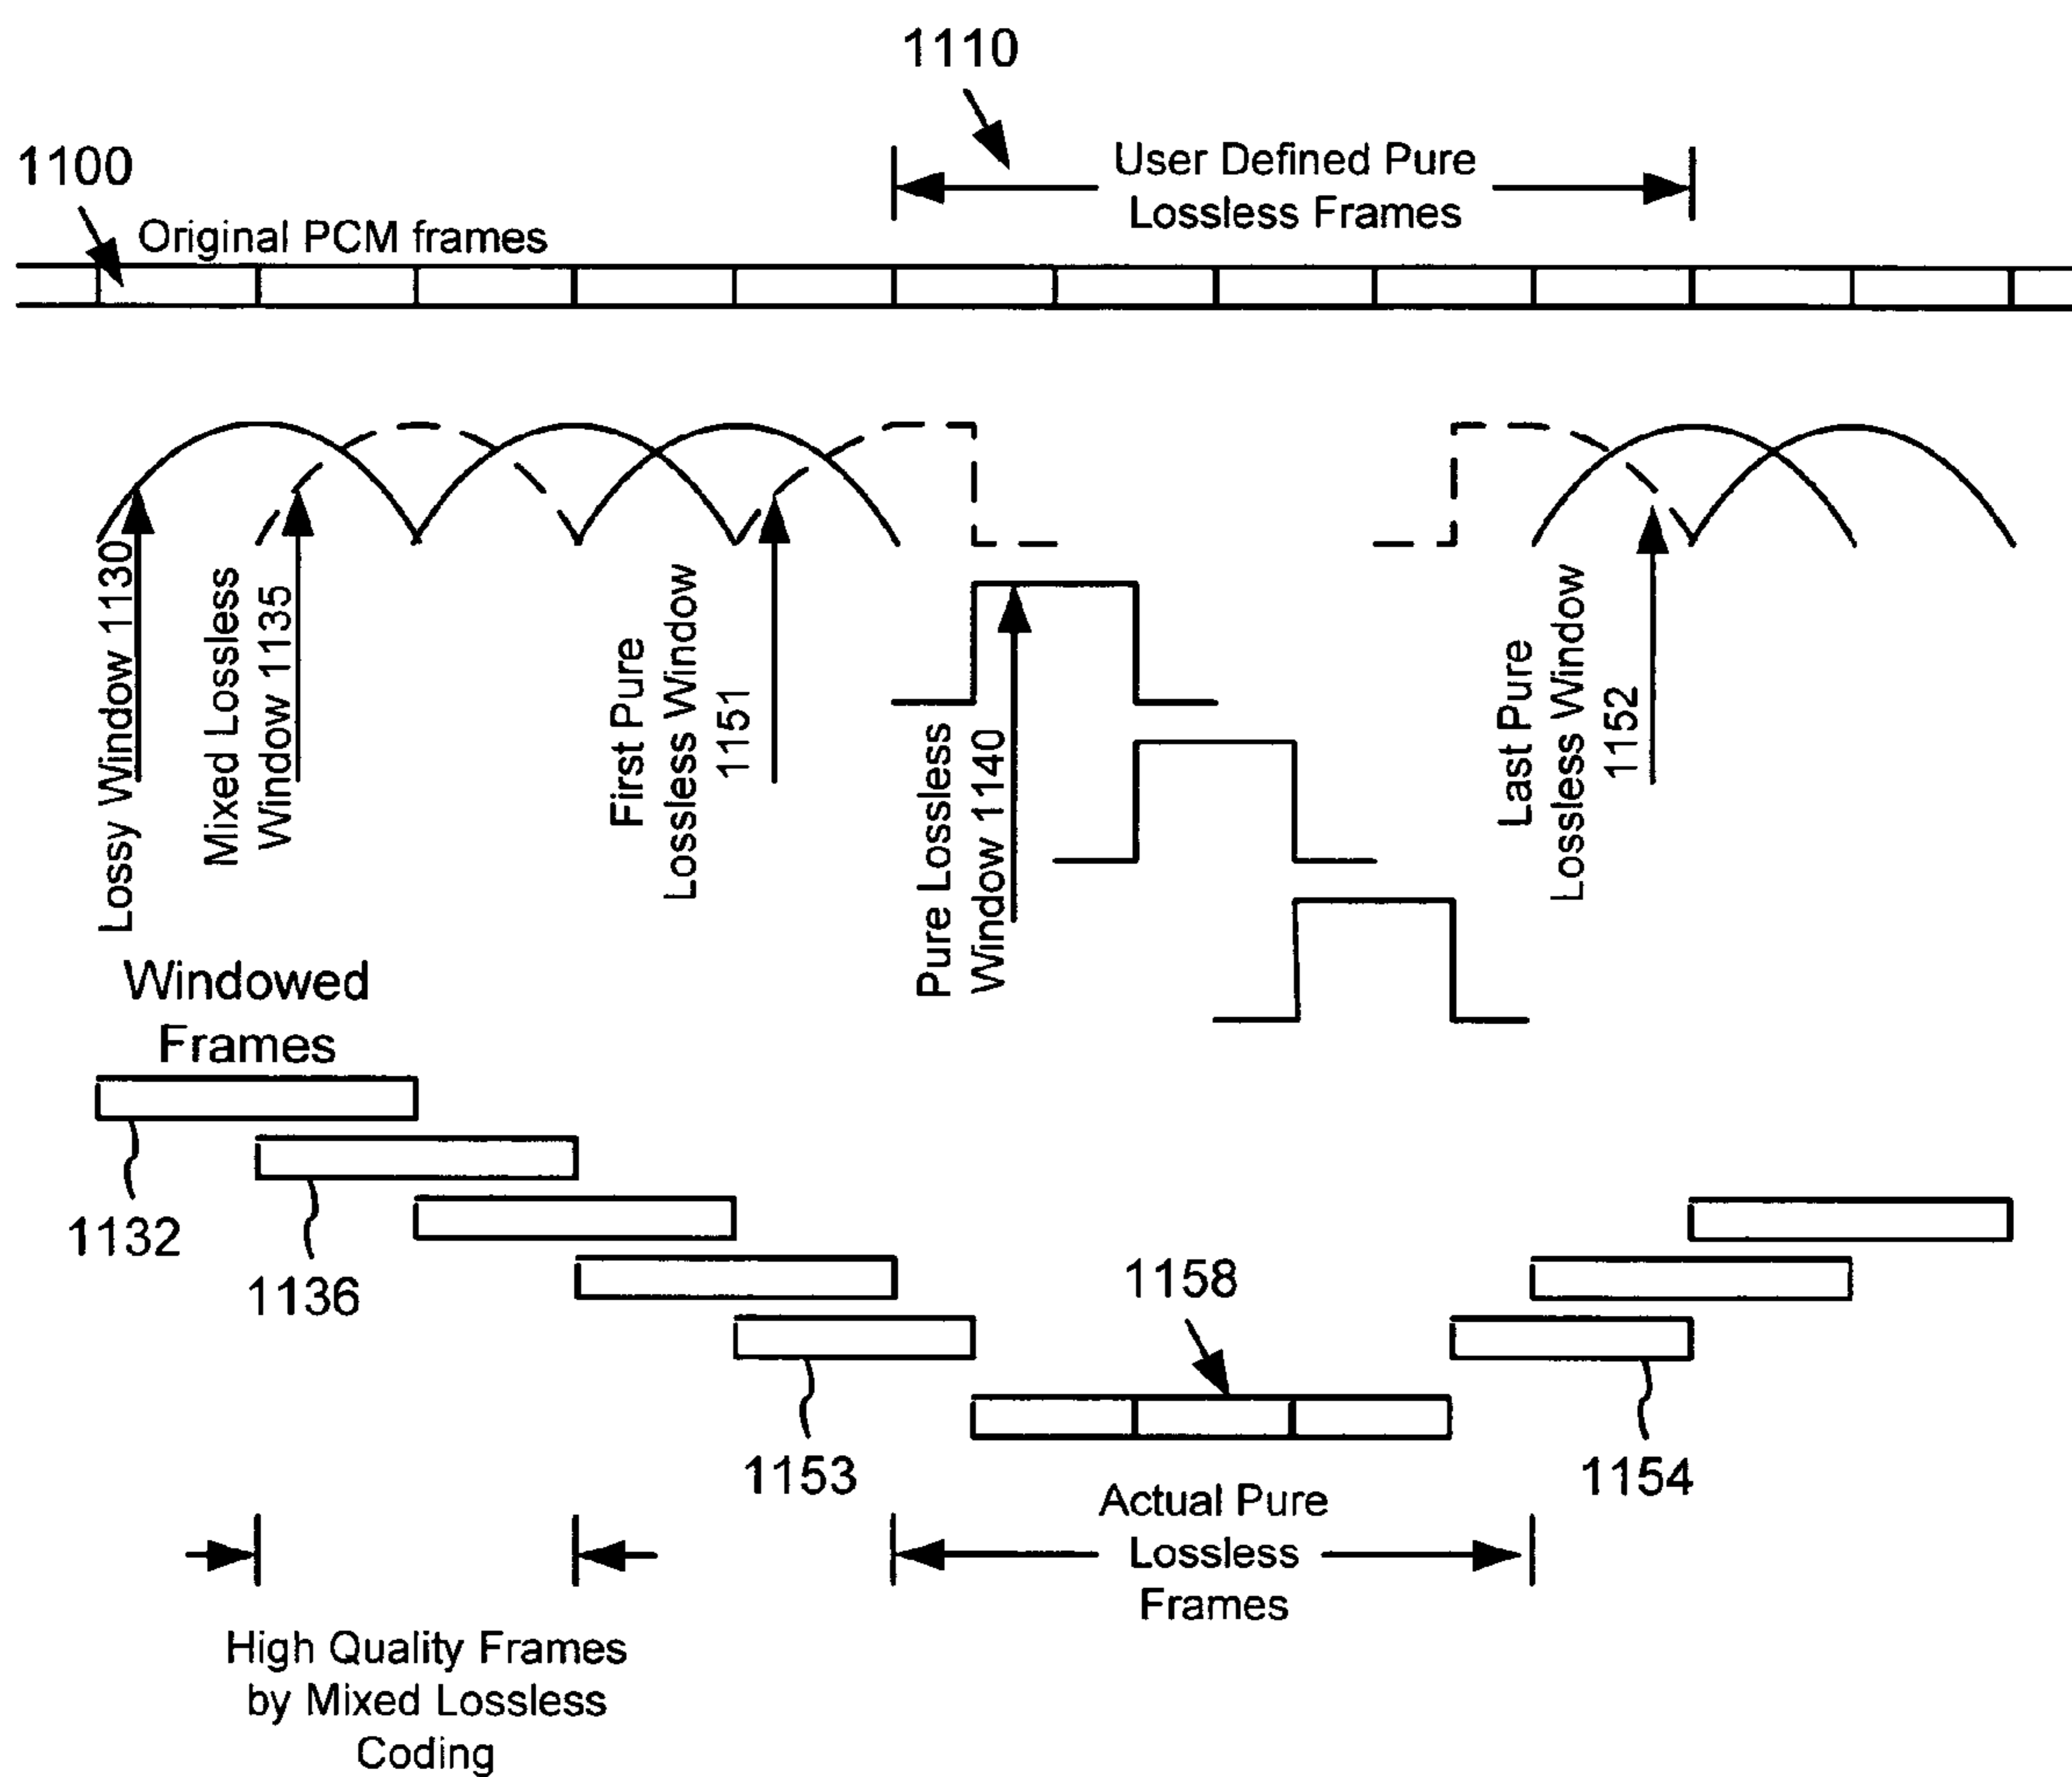 1110
User Defined Pure
Lossless Frames
1100
Original PCM frames
Lossy Window 1130
Mixed Lossless
Window 1135
First Pure
Lossless Window
1151
Pure Lossless
Window 1140
Last Pure
Lossless Window
1152
Windowed
Frames
1132
1136
1158
1153
1154
Actual Pure
Lossless
Frames
High Quality Frames
by Mixed Lossless
Coding